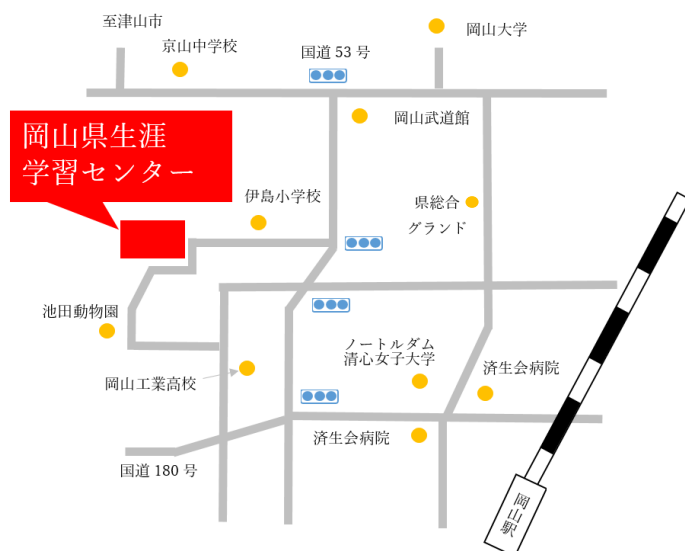 至津山市
岡山大学
京山中学校
国道 53 号
岡山県生涯
学習センター
岡山武道館
伊島小学校
県総合
グランド
池田動物園
ノートルダム
清心女子大学
済生会病院
岡山工業高校
済生会病院
国道 180 号
岡山駅